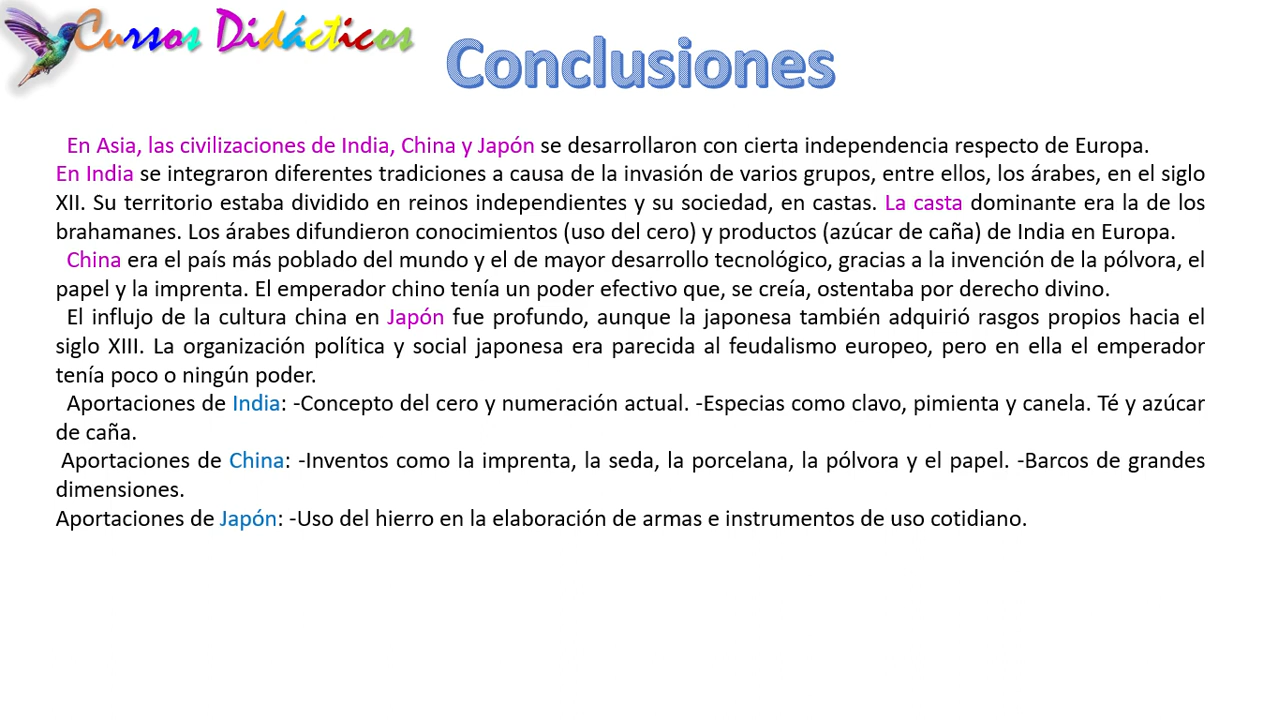 Cursos Didácticos
Conclusiones
En Asia, las civilizaciones de India, China y Japón se desarrollaron con cierta independencia respecto de Europa.
En India se integraron diferentes tradiciones a causa de la invasión de varios grupos, entre ellos, los árabes, en el siglo
XII. Su territorio estaba dividido en reinos independientes y su sociedad, en castas. La casta dominante era la de los
brahamanes. Los árabes difundieron conocimientos (uso del cero) y productos (azúcar de caña) de India en Europa.
China era el país más poblado del mundo y el de mayor desarrollo tecnológico, gracias a la invención de la pólvora, el
papel y la imprenta. El emperador chino tenía un poder efectivo que, se creía, ostentaba por derecho divino.
El influjo de la cultura china en Japón fue profundo, aunque la japonesa también adquirió rasgos propios hacia el
siglo XIII. La organización política y social japonesa era parecida al feudalismo europeo, pero en ella el emperador
tenía poco o ningún poder.
Aportaciones de India: -Concepto del cero y numeración actual. -Especias como clavo, pimienta y canela. Té y azúcar
de caña.
Aportaciones de China: -Inventos como la imprenta, la seda, la porcelana, la pólvora y el papel. -Barcos de grandes
dimensiones.
Aportaciones de Japón: -Uso del hierro en la elaboración de armas e instrumentos de uso cotidiano.